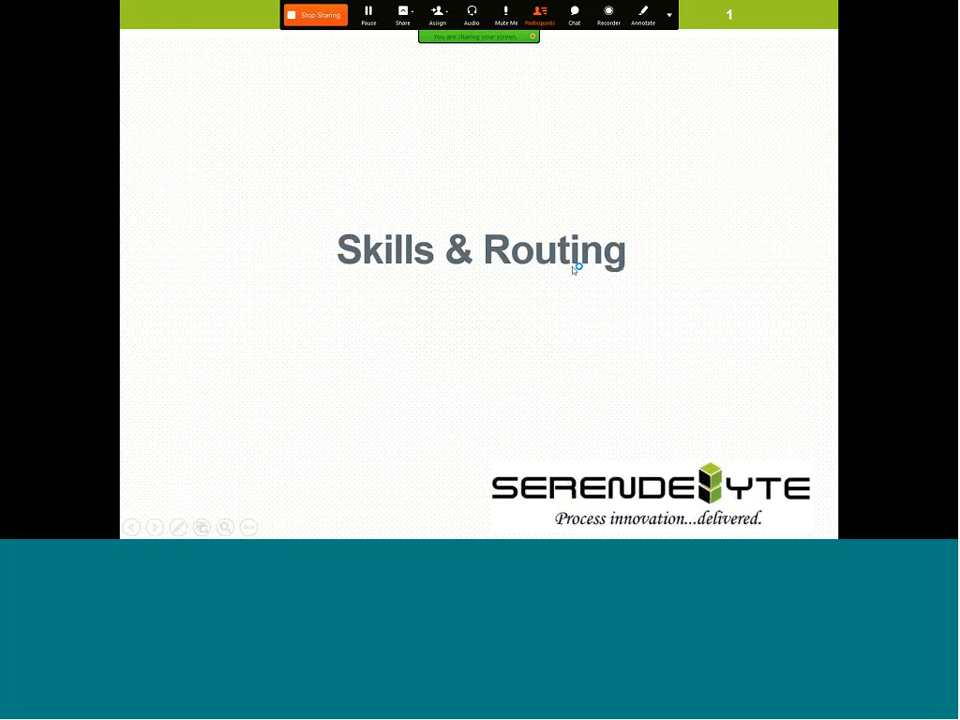 Stop Sharing
Pause
Share
Assign
Audio
Mute Me
Participants
Chat
Recorder
Annotate
1
You are sharing your screen.
Skills & Routing
SERENDEBYTE
Process innovation...delivered.